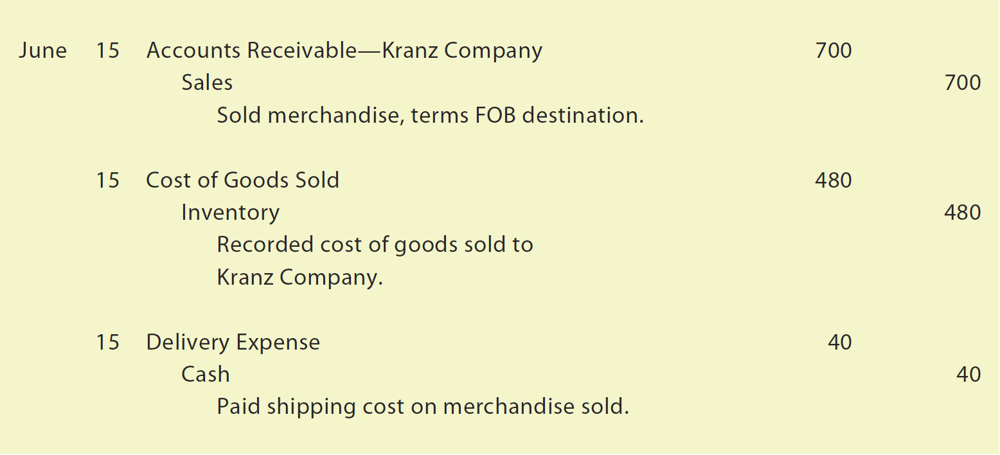 June 15 Accounts Receivable—Kranz Company 700
Sales 700
Sold merchandise, terms FOB destination.
15 Cost of Goods Sold 480
Inventory 480
Recorded cost of goods sold to
Kranz Company.
15 Delivery Expense 40
Cash 40
Paid shipping cost on merchandise sold.